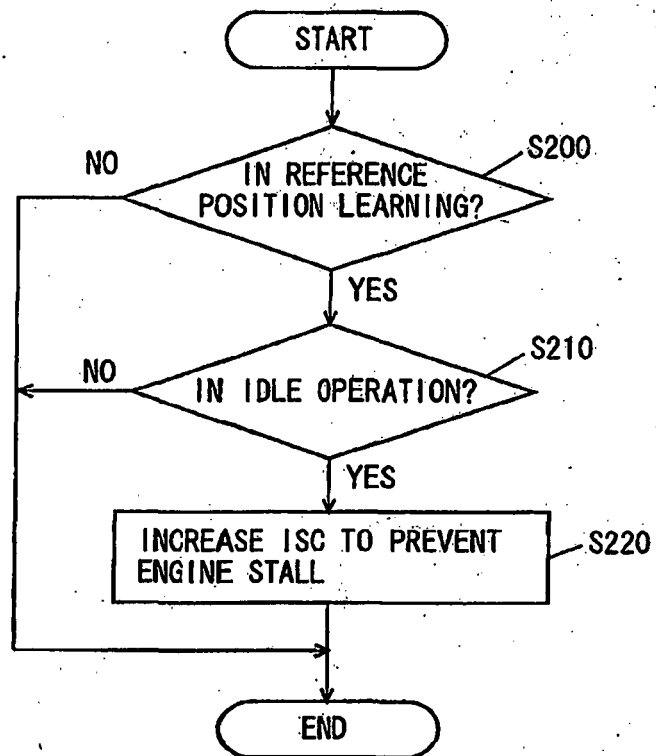 START
NO
IN REFERENCE
POSITION LEARNING?
S200
YES
NO
IN IDLE OPERATION?
S210
YES
INCREASE ISC TO PREVENT
ENGINE STALL
S220
END